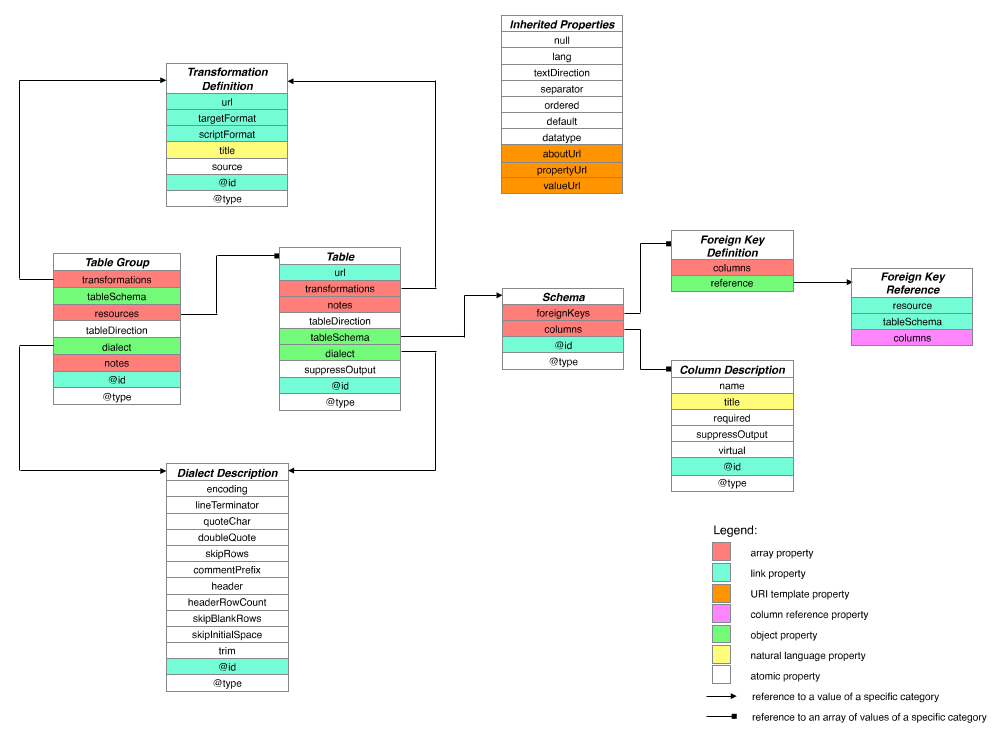 Inherited Properties
null
lang
textDirection
separator
ordered
default
datatype
aboutUrl
propertyUrl
valueUrl
Transformation
Definition
url
targetFormat
scriptFormat
title
source
@id
@type
Table Group
transformations
tableSchema
resources
tableDirection
dialect
notes
@id
@type
Table
url
transformations
notes
tableDirection
tableSchema
dialect
suppressOutput
@id
@type
Schema
foreignKeys
columns
@id
@type
Foreign Key
Definition
columns
reference
Foreign Key
Reference
resource
tableSchema
columns
Column Description
name
title
required
suppressOutput
virtual
@id
@type
Dialect Description
encoding
lineTerminator
quoteChar
doubleQuote
skipRows
commentPrefix
header
headerRowCount
skipBlankRows
skipInitialSpace
trim
@id
@type
Legend:
array property
link property
URI template property
column reference property
object property
natural language property
atomic property
reference to a value of a specific category
reference to an array of values of a specific category